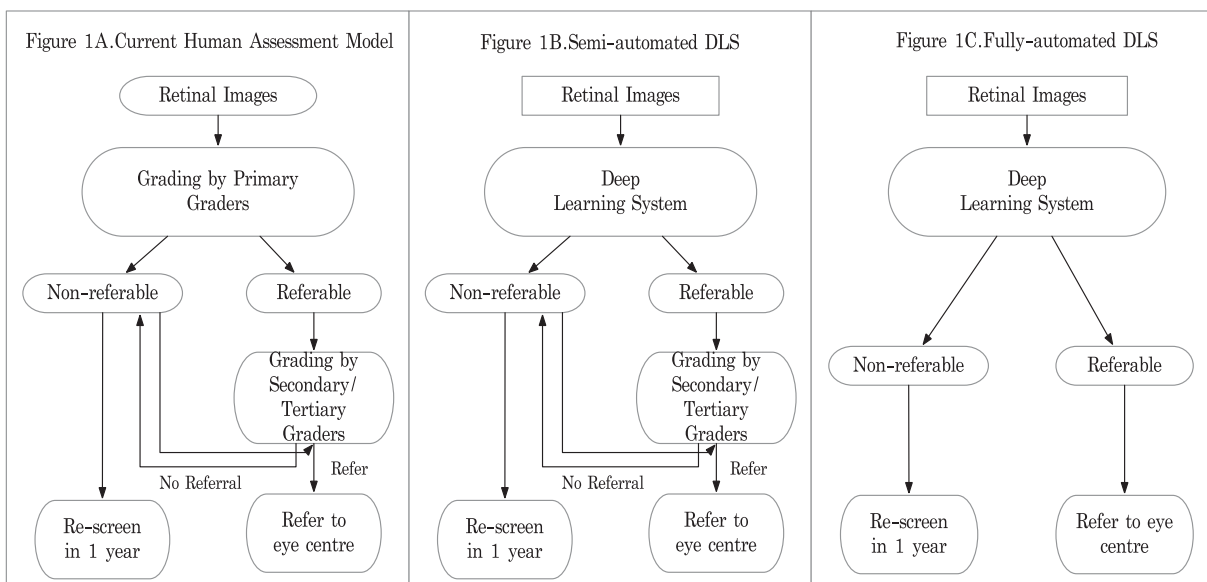 Figure 1A.Current Human Assessment Model
Retinal Images
Grading by Primary
Graders
Non-referable
Referable
Grading by
Secondary/
Tertiary
Graders
No Referral
Refer
Re-screen
in 1 year
Refer to
eye centre
Figure 1B.Semi-automated DLS
Retinal Images
Deep
Learning System
Non-referable
Referable
Grading by
Secondary/
Tertiary
Graders
No Referral
Refer
Re-screen
in 1 year
Refer to
eye centre
Figure 1C.Fully-automated DLS
Retinal Images
Deep
Learning System
Non-referable
Referable
Re-screen
in 1 year
Refer to eye
centre